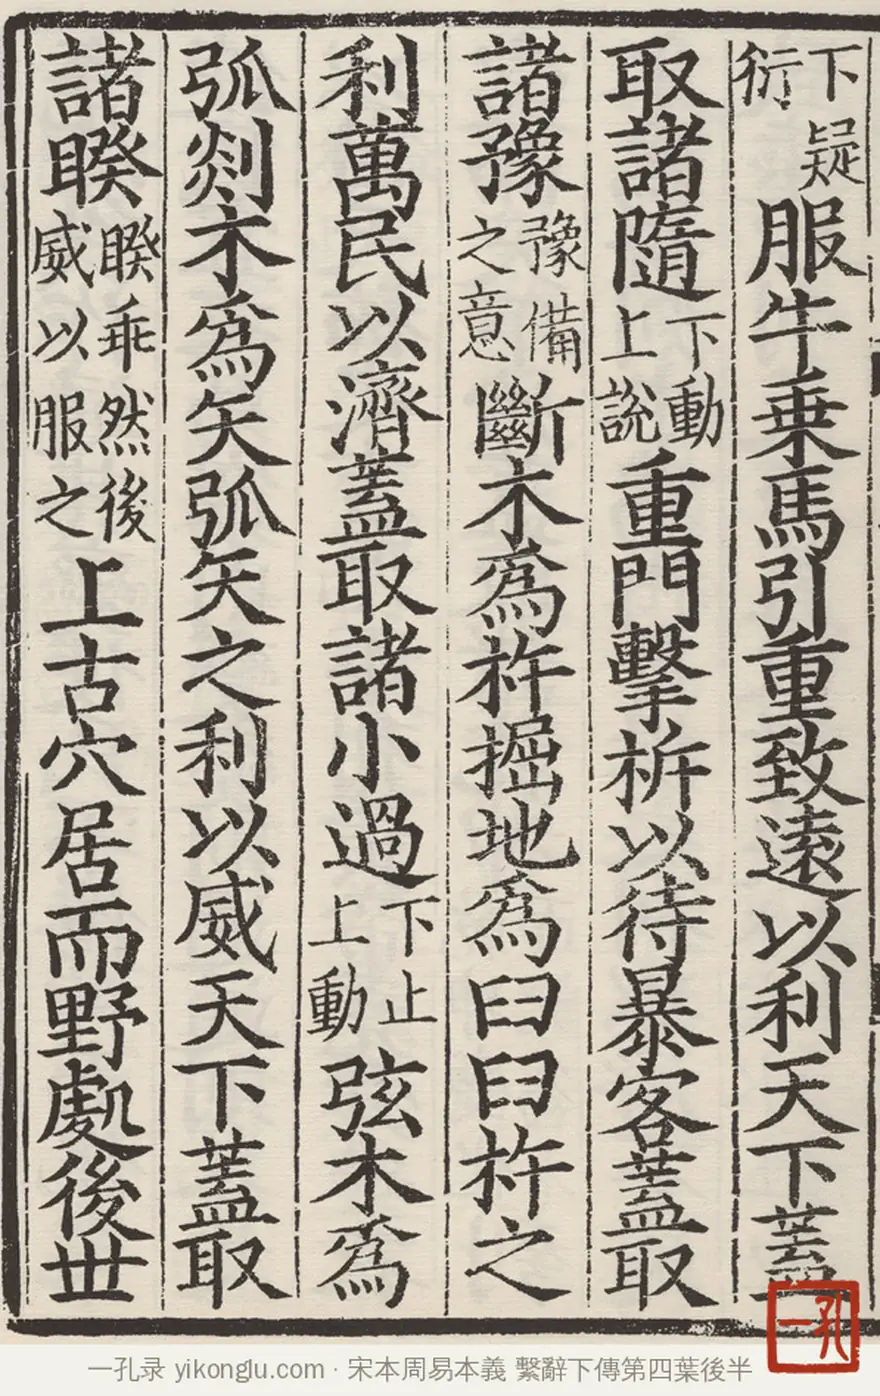 下疑衍服牛乗馬引重致遠以利天下蓋
取諸隨下動上說重門擊柝以待暴客蓋取
諸豫豫備之意斷木爲杵掘地爲臼臼杵之
利萬民以濟蓋取諸小過下止上動弦木爲
弧剡木爲矢弧矢之利以威天下蓋取
諸睽睽乖然後威以服之上古穴居而野處後世
一孔
一孔录 yikonglu.com · 宋本周易本義 繫辭下傳第四葉後半